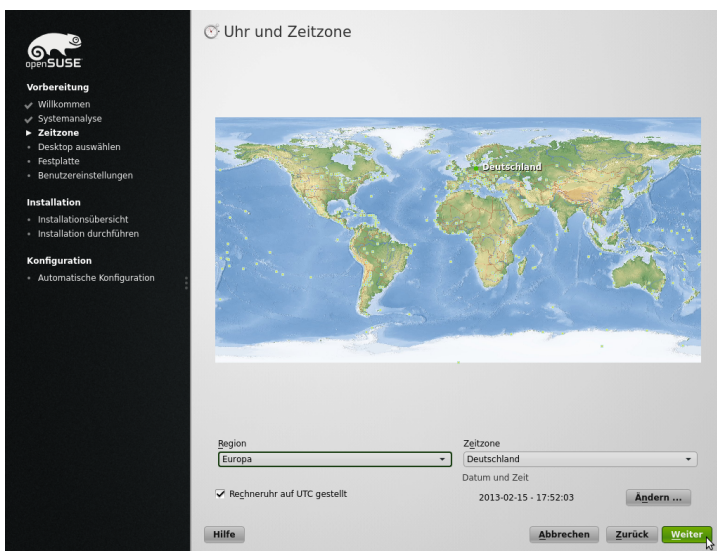 openSUSE
Vorbereitung
Willkommen
Systemanalyse
Zeitzone
Desktop auswählen
Festplatte
Benutzereinstellungen
Installation
Installationsübersicht
Installation durchführen
Konfiguration
Automatische Konfiguration
Uhr und Zeitzone
Deutschland
Region
Europa
Zeitzone
Deutschland
Rechneruhr auf UTC gestellt
Datum und Zeit
2013-02-15 - 17:52:03
Ändern ...
Hilfe
Abbrechen
Zurück
Weiter